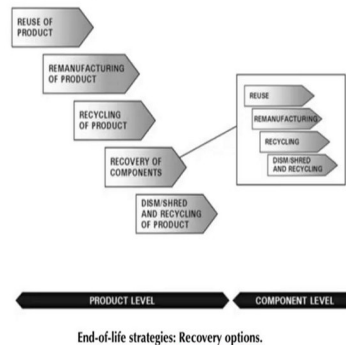 REUSE OF
PRODUCT
REMANUFACTURING
OF PRODUCT
RECYCLING
OF PRODUCT
RECOVERY OF
COMPONENTS
DISM/SHRED
AND RECYCLING
OF PRODUCT
REUSE
REMANUFACTURING
RECYCLING
DISM/SHRED
AND RECYCLING
PRODUCT LEVEL
COMPONENT LEVEL
End-of-life strategies: Recovery options.